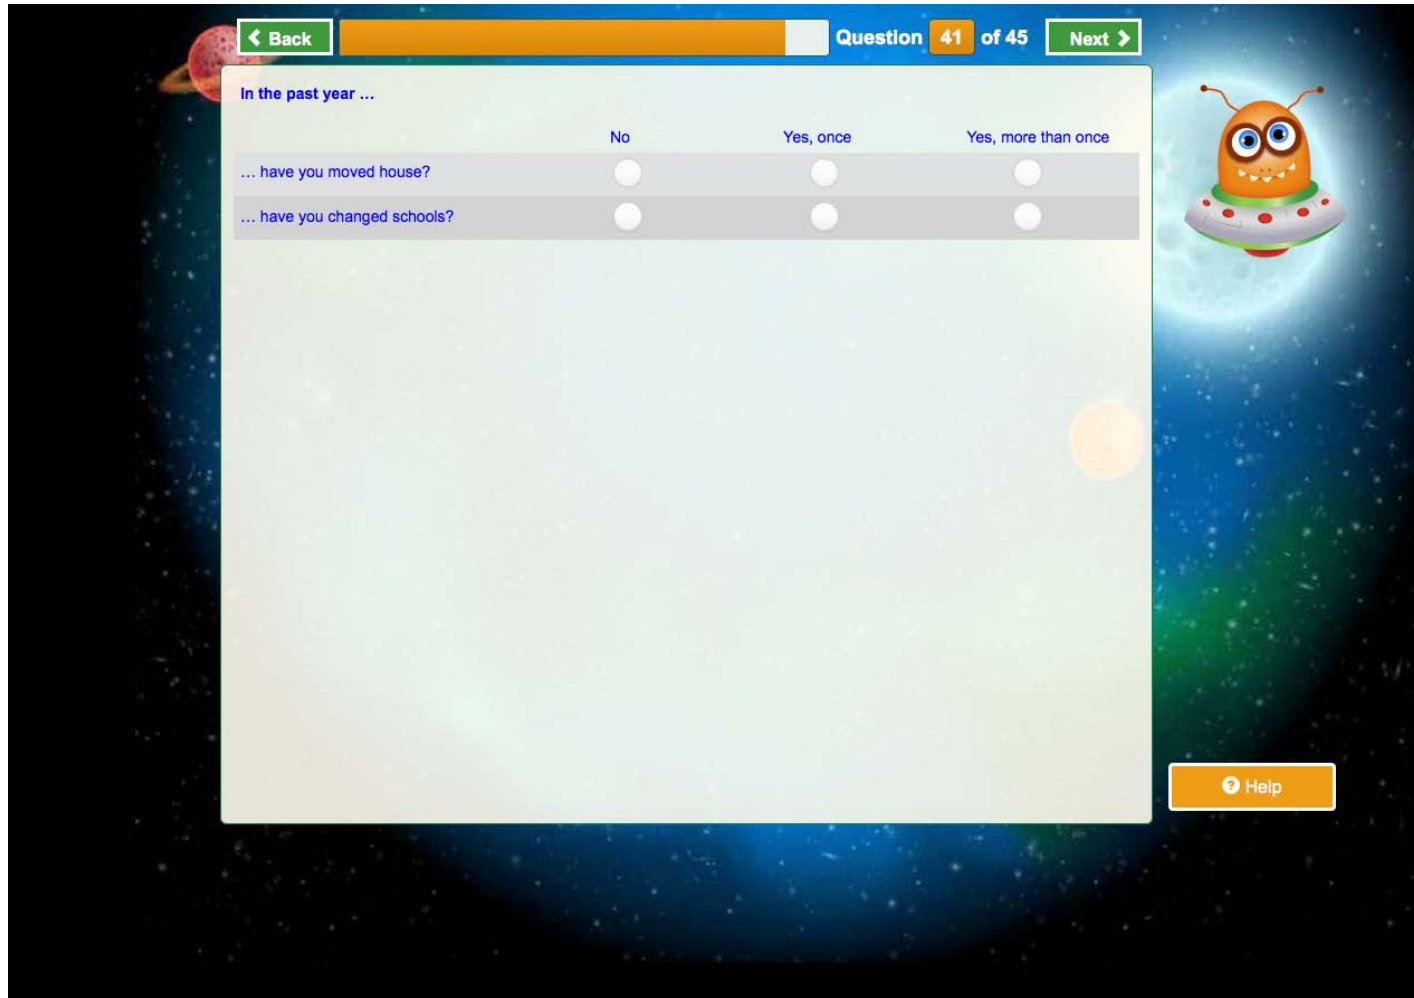 Back Question 41 of 45 Next
In the past year …
No Yes, once Yes, more than once
… have you moved house?
… have you changed schools?
? Help